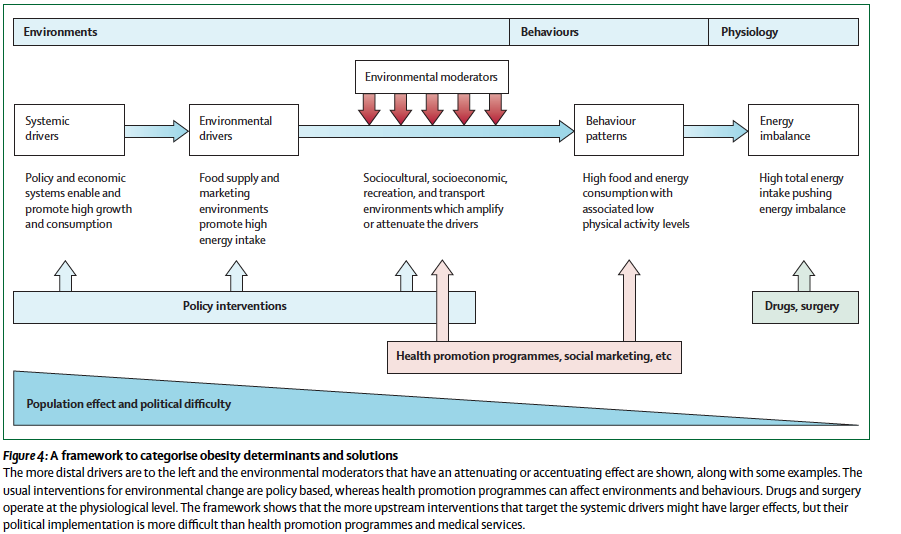 Environments
Behaviours
Physiology
Environmental moderators
Systemic
drivers
Environmental
drivers
Behaviour
patterns
Energy
imbalance
Policy and economic
systems enable and
promote high growth
and consumption
Food supply and
marketing
environments
promote high
energy intake
Sociocultural, socioeconomic,
recreation, and transport
environments which amplify
or attenuate the drivers
High food and energy
consumption with
associated low
physical activity levels
High total energy
intake pushing
energy imbalance
Policy interventions
Drugs, surgery
Health promotion programmes, social marketing, etc
Population effect and political difficulty
Figure 4: A framework to categorise obesity determinants and solutions
The more distal drivers are to the left and the environmental moderators that have an attenuating or accentuating effect are shown, along with some examples. The
usual interventions for environmental change are policy based, whereas health promotion programmes can affect environments and behaviours. Drugs and surgery
operate at the physiological level. The framework shows that the more upstream interventions that target the systemic drivers might have larger effects, but their
political implementation is more difficult than health promotion programmes and medical services.